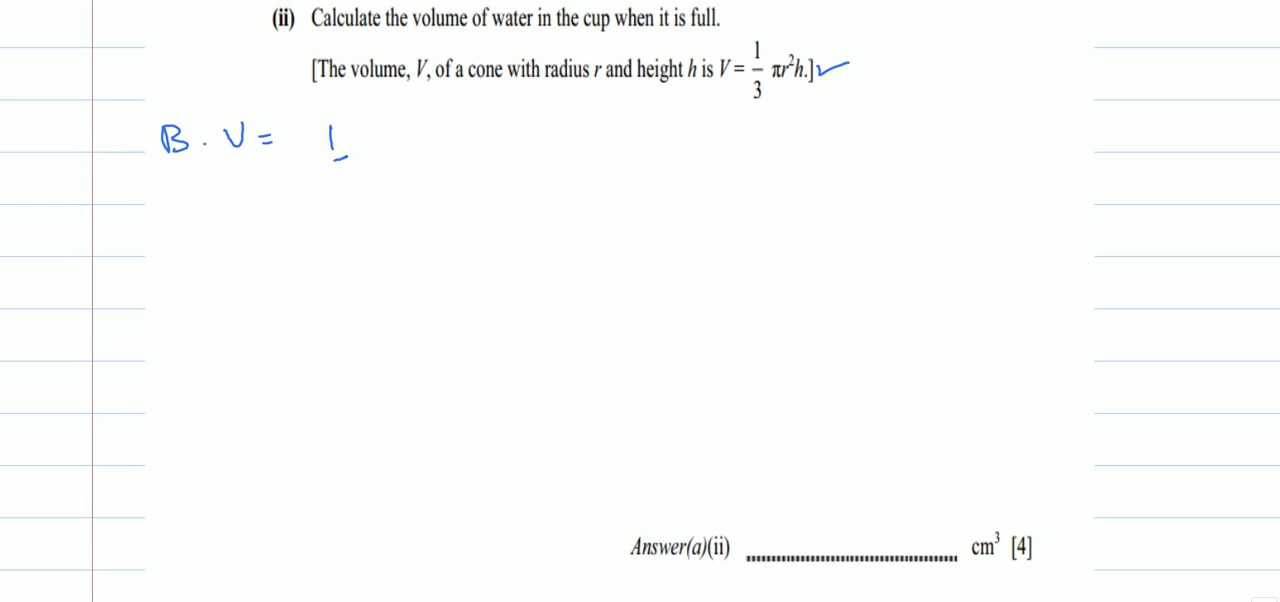 (ii) Calculate the volume of water in the cup when it is full.
[The volume, V, of a cone with radius r and height h is V = 1/3 πr²h.]
B. V = 1
Answer(a)(ii) ........................................ cm³ [4]